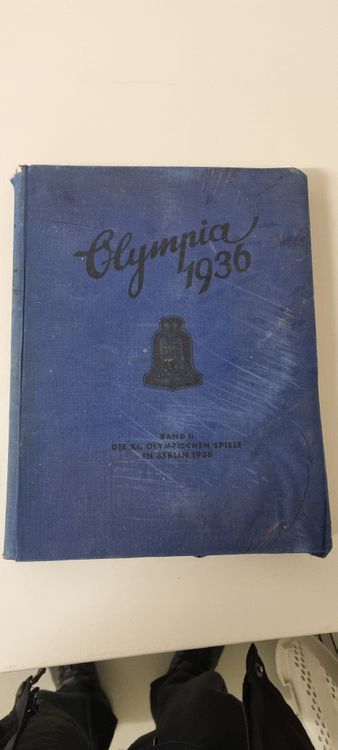 Olympia
1936
BAND II
DIE XI. OLYMPISCHEN SPIELE
IN BERLIN 1936